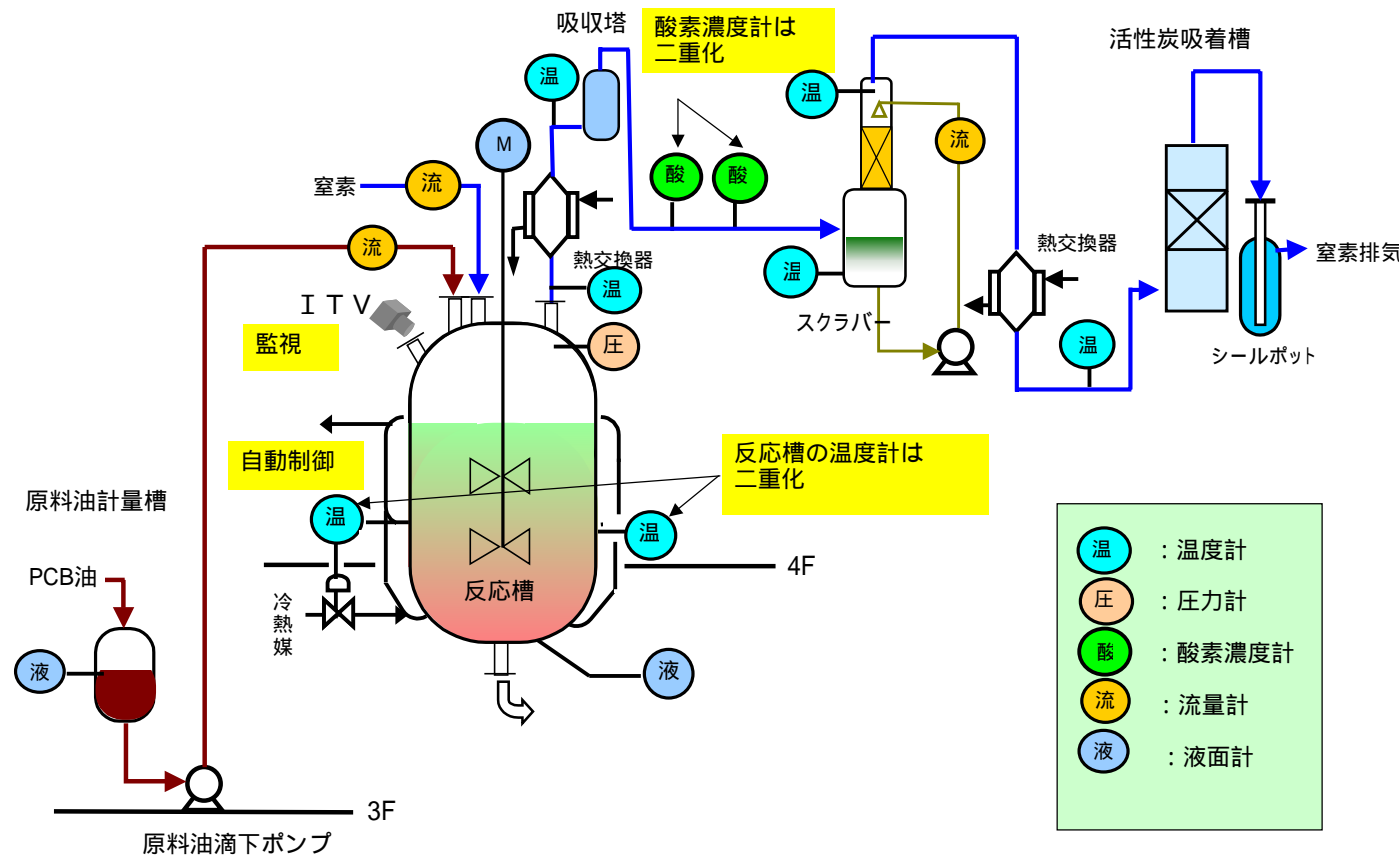 吸収塔
酸素濃度計は
二重化
活性炭吸着槽
温
温
M
流
酸
酸
窒素
流
流
熱交換器
温
温
熱交換器
窒素排気
ＩＴＶ
スクラバー
監視
圧
温
シールポット
自動制御
反応槽の温度計は
二重化
原料油計量槽
温
温
4F
PCB油
反応槽
冷
熱
媒
液
液
3F
原料油滴下ポンプ
温
：温度計
圧
：圧力計
酸
：酸素濃度計
流
：流量計
液
：液面計